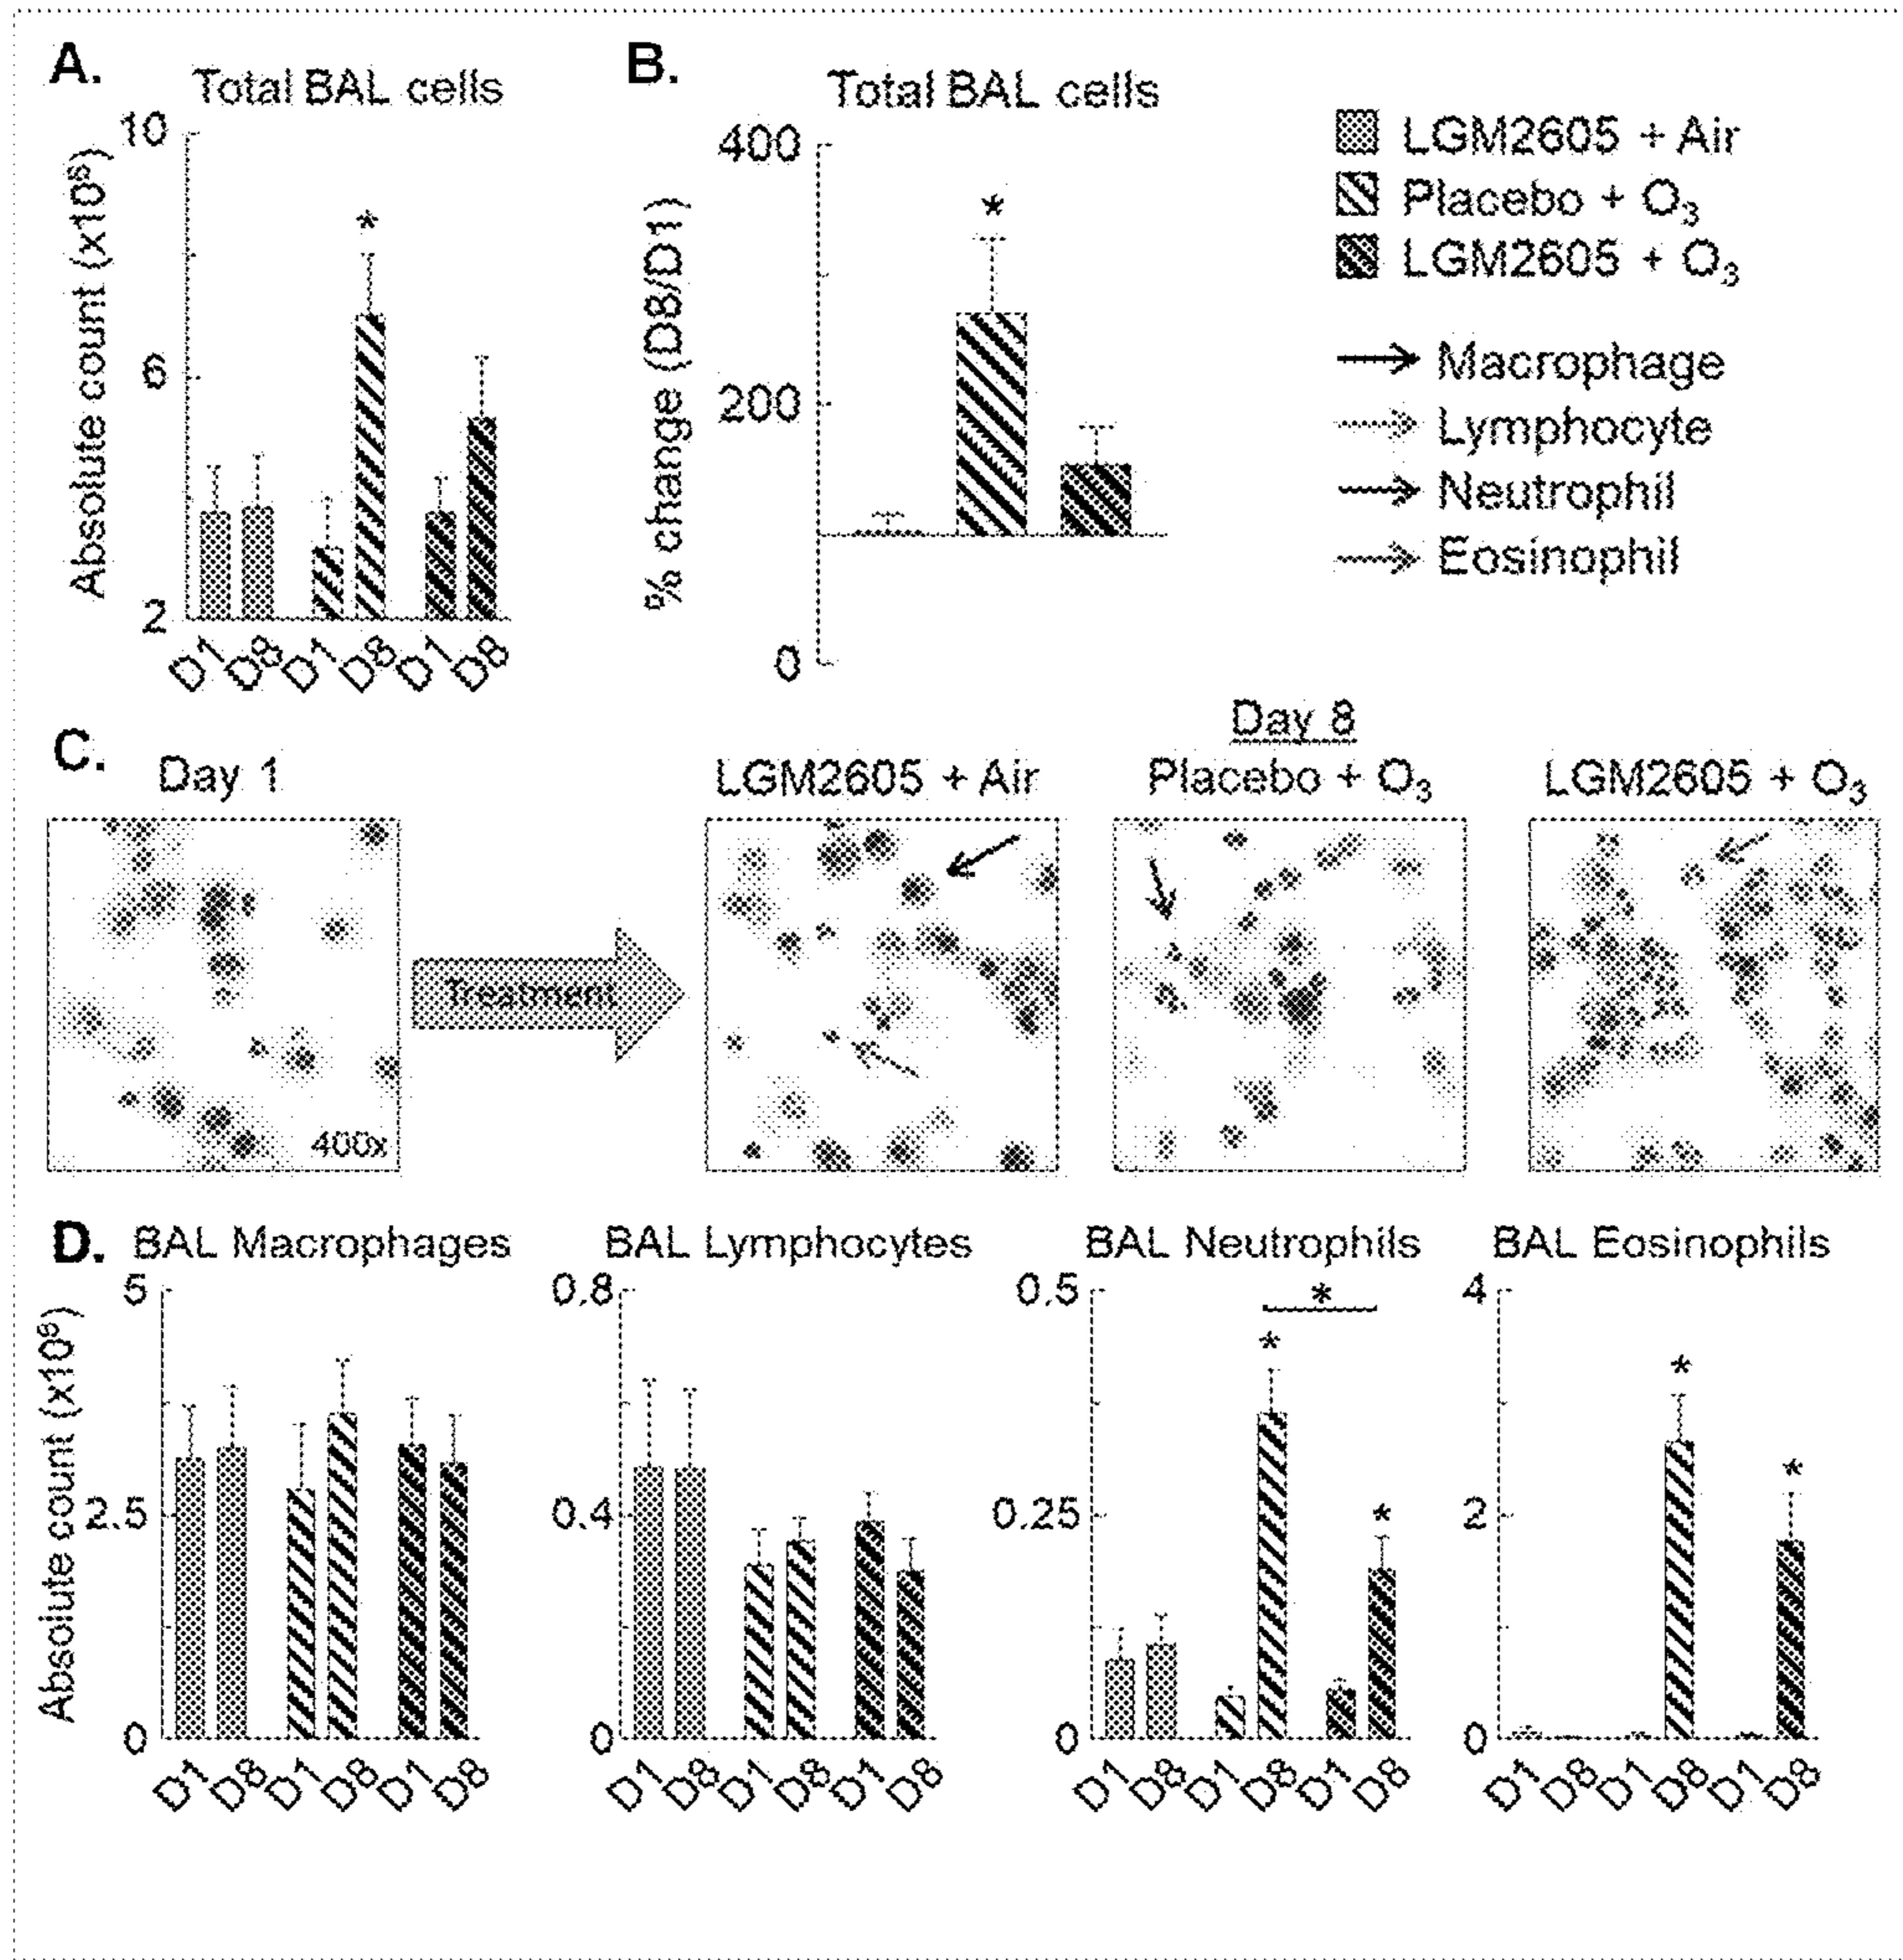 A.
Total BAL cells
Absolute count (x10⁶)
10
6
2
D1 D8 D1 D8 D1 D8
*
B.
Total BAL cells
% change (D8/D1)
400
200
0
*
LGM2605 + Air
Placebo + O₃
LGM2605 + O₃
Macrophage
Lymphocyte
Neutrophil
Eosinophil
C.
Day 1
Day 8
LGM2605 + Air
Placebo + O₃
LGM2605 + O₃
Treatment
400x
D.
Absolute count (x10⁶)
BAL Macrophages
5
2.5
0
D1 D8 D1 D8 D1 D8
BAL Lymphocytes
0.8
0.4
0
D1 D8 D1 D8 D1 D8
BAL Neutrophils
0.5
0.25
0
*
*
*
D1 D8 D1 D8 D1 D8
BAL Eosinophils
4
2
0
*
*
D1 D8 D1 D8 D1 D8